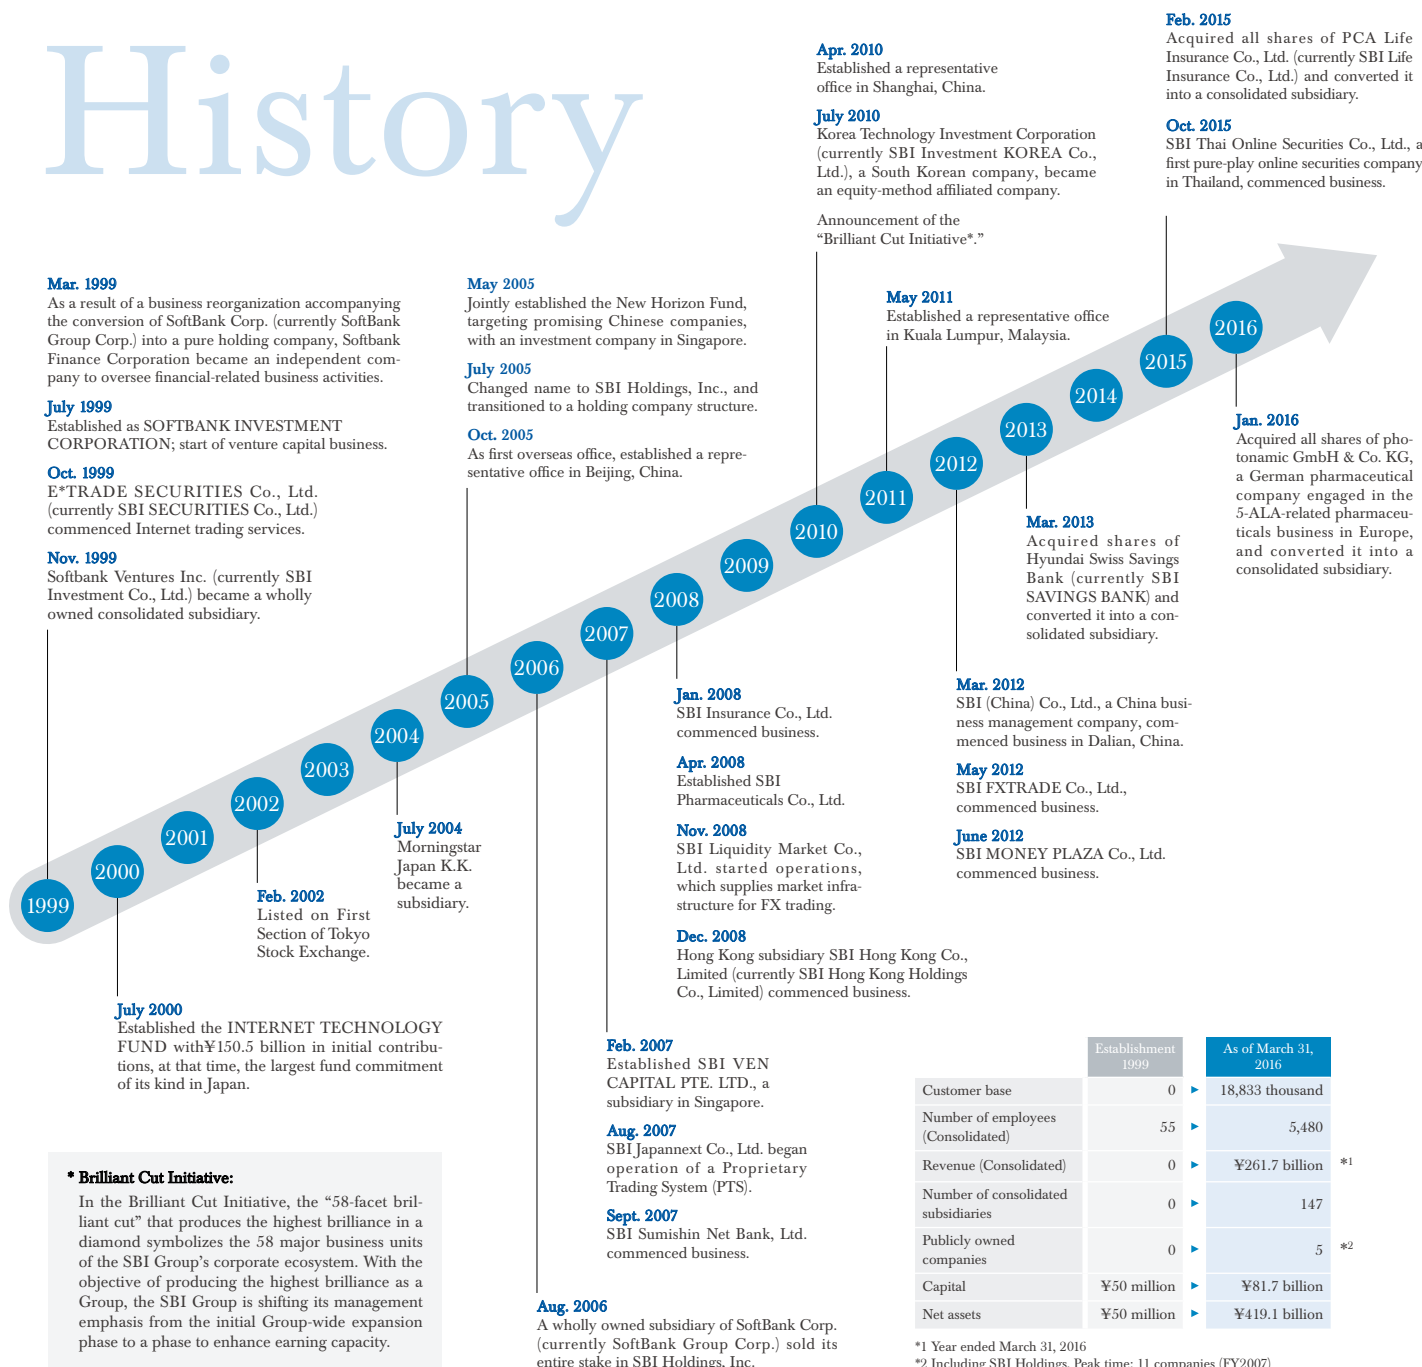 History
Mar. 1999
As a result of a business reorganization accompanying
the conversion of SoftBank Corp. (currently SoftBank
Group Corp.) into a pure holding company, Softbank
Finance Corporation became an independent com-
pany to oversee financial-related business activities.
July 1999
Established as SOFTBANK INVESTMENT
CORPORATION; start of venture capital business.
Oct. 1999
E*TRADE SECURITIES Co., Ltd.
(currently SBI SECURITIES Co., Ltd.)
commenced Internet trading services.
Nov. 1999
Softbank Ventures Inc. (currently SBI
Investment Co., Ltd.) became a wholly
owned consolidated subsidiary.
May 2005
Jointly established the New Horizon Fund,
targeting promising Chinese companies,
with an investment company in Singapore.
July 2005
Changed name to SBI Holdings, Inc., and
transitioned to a holding company structure.
Oct. 2005
As first overseas office, established a repre-
sentative office in Beijing, China.
Apr. 2010
Established a representative
office in Shanghai, China.
July 2010
Korea Technology Investment Corporation
(currently SBI Investment KOREA Co.,
Ltd.), a South Korean company, became
an equity-method affiliated company.
Announcement of the
“Brilliant Cut Initiative*.”
May 2011
Established a representative office
in Kuala Lumpur, Malaysia.
Feb. 2015
Acquired all shares of PCA Life
Insurance Co., Ltd. (currently SBI Life
Insurance Co., Ltd.) and converted it
into a consolidated subsidiary.
Oct. 2015
SBI Thai Online Securities Co., Ltd., a
first pure-play online securities company
in Thailand, commenced business.
1999
2000
2001
2002
2003
2004
2005
2006
2007
2008
2009
2010
2011
2012
2013
2014
2015
2016
July 2000
Established the INTERNET TECHNOLOGY
FUND with¥150.5 billion in initial contribu-
tions, at that time, the largest fund commitment
of its kind in Japan.
Feb. 2002
Listed on First
Section of Tokyo
Stock Exchange.
July 2004
Morningstar
Japan K.K.
became a
subsidiary.
Aug. 2006
A wholly owned subsidiary of SoftBank Corp.
(currently SoftBank Group Corp.) sold its
entire stake in SBI Holdings, Inc.
Feb. 2007
Established SBI VEN
CAPITAL PTE. LTD., a
subsidiary in Singapore.
Aug. 2007
SBI Japannext Co., Ltd. began
operation of a Proprietary
Trading System (PTS).
Sept. 2007
SBI Sumishin Net Bank, Ltd.
commenced business.
Jan. 2008
SBI Insurance Co., Ltd.
commenced business.
Apr. 2008
Established SBI
Pharmaceuticals Co., Ltd.
Nov. 2008
SBI Liquidity Market Co.,
Ltd. started operations,
which supplies market infra-
structure for FX trading.
Dec. 2008
Hong Kong subsidiary SBI Hong Kong Co.,
Limited (currently SBI Hong Kong Holdings
Co., Limited) commenced business.
Mar. 2012
SBI (China) Co., Ltd., a China busi-
ness management company, com-
menced business in Dalian, China.
May 2012
SBI FXTRADE Co., Ltd.,
commenced business.
June 2012
SBI MONEY PLAZA Co., Ltd.
commenced business.
Mar. 2013
Acquired shares of
Hyundai Swiss Savings
Bank (currently SBI
SAVINGS BANK) and
converted it into a con-
solidated subsidiary.
Jan. 2016
Acquired all shares of pho-
tonamic GmbH & Co. KG,
a German pharmaceutical
company engaged in the
5-ALA-related pharmaceu-
ticals business in Europe,
and converted it into a
consolidated subsidiary.
* Brilliant Cut Initiative:
In the Brilliant Cut Initiative, the “58-facet bril-
liant cut” that produces the highest brilliance in a
diamond symbolizes the 58 major business units
of the SBI Group’s corporate ecosystem. With the
objective of producing the highest brilliance as a
Group, the SBI Group is shifting its management
emphasis from the initial Group-wide expansion
phase to a phase to enhance earning capacity.
Establishment
1999
As of March 31,
2016
Customer base 0 ▶ 18,833 thousand
Number of employees
(Consolidated) 55 ▶ 5,480
Revenue (Consolidated) 0 ▶ ¥261.7 billion *1
Number of consolidated
subsidiaries 0 ▶ 147
Publicly owned
companies 0 ▶ 5 *2
Capital ¥50 million ▶ ¥81.7 billion
Net assets ¥50 million ▶ ¥419.1 billion
*1 Year ended March 31, 2016
*2 Including SBI Holdings. Peak time: 11 companies (FY2007)